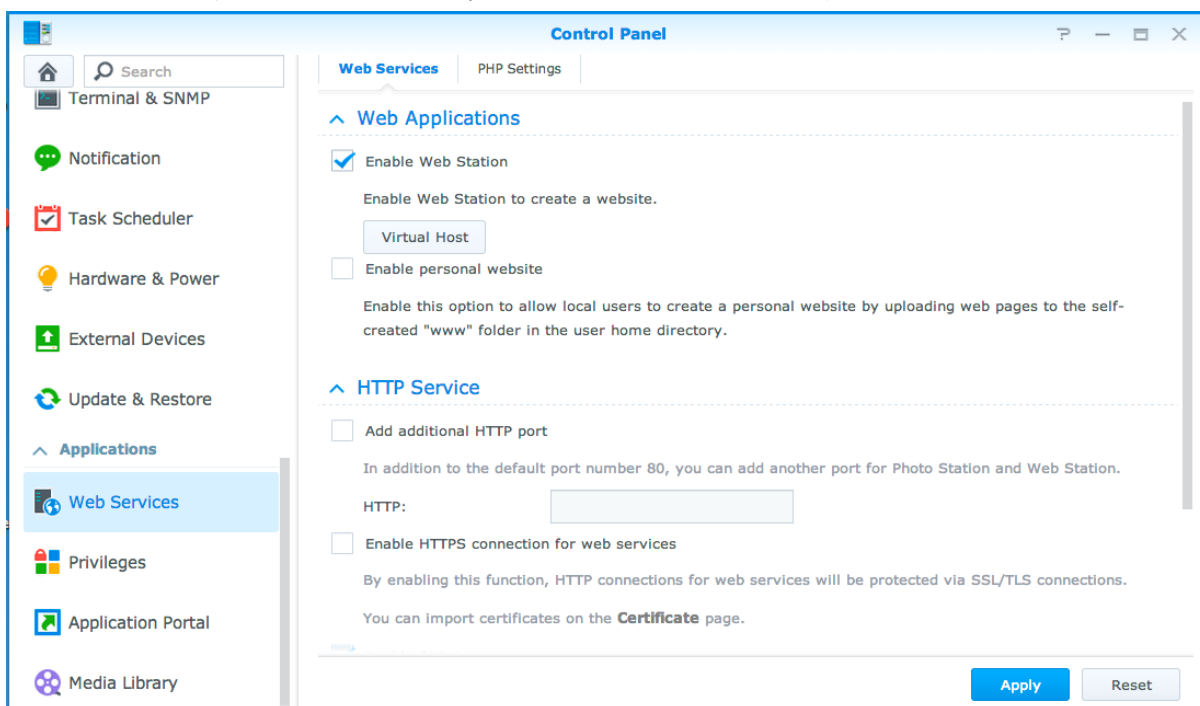 Control Panel
Search
Terminal & SNMP
Notification
Task Scheduler
Hardware & Power
External Devices
Update & Restore
Applications
Web Services
Privileges
Application Portal
Media Library
Web Services PHP Settings
Web Applications
Enable Web Station
Enable Web Station to create a website.
Virtual Host
Enable personal website
Enable this option to allow local users to create a personal website by uploading web pages to the self-
created "www" folder in the user home directory.
HTTP Service
Add additional HTTP port
In addition to the default port number 80, you can add another port for Photo Station and Web Station.
HTTP:
Enable HTTPS connection for web services
By enabling this function, HTTP connections for web services will be protected via SSL/TLS connections.
You can import certificates on the Certificate page.
Apply Reset